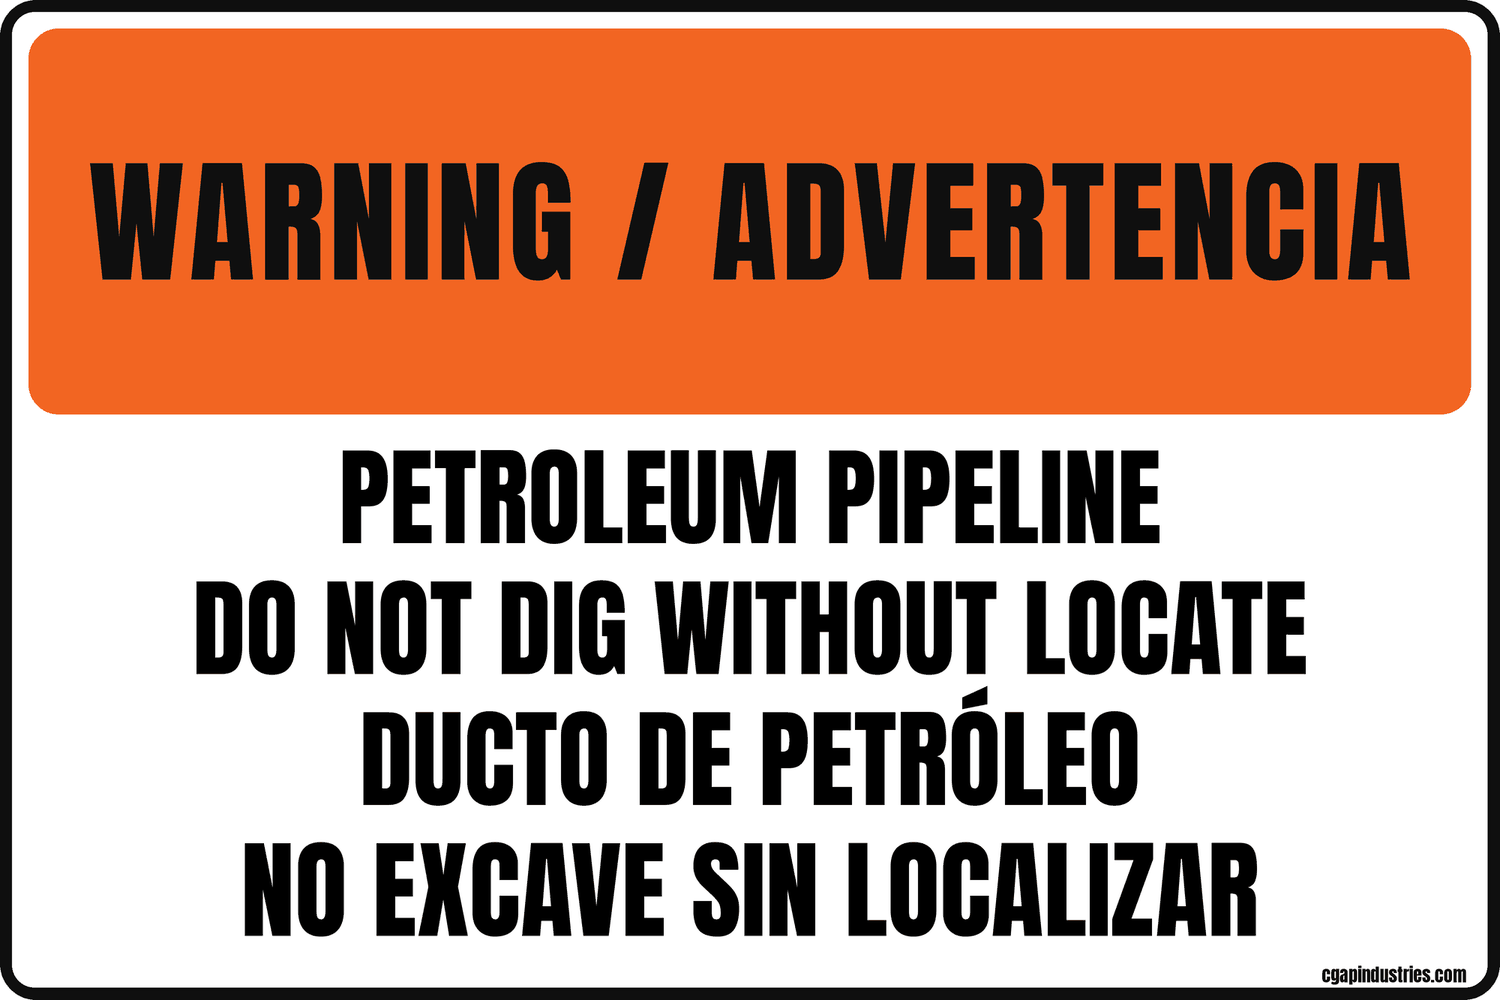 WARNING / ADVERTENCIA
PETROLEUM PIPELINE
DO NOT DIG WITHOUT LOCATE
DUCTO DE PETRÓLEO
NO EXCAVE SIN LOCALIZAR
cgapindustries.com